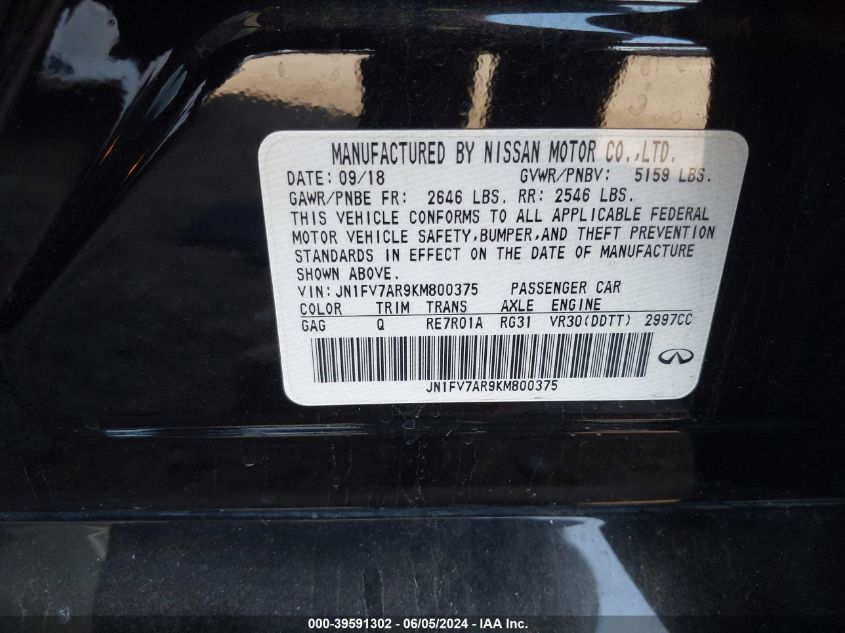 MANUFACTURED BY NISSAN MOTOR CO.,LTD.
DATE: 09/18 GVWR/PNBV: 5159 LBS.
GAWR/PNBE FR: 2646 LBS. RR: 2546 LBS.
THIS VEHICLE CONFORMS TO ALL APPLICABLE FEDERAL
MOTOR VEHICLE SAFETY,BUMPER,AND THEFT PREVENTION
STANDARDS IN EFFECT ON THE DATE OF MANUFACTURE
SHOWN ABOVE.
VIN: JN1FV7AR9KM800375 PASSENGER CAR
COLOR TRIM TRANS AXLE ENGINE
GAG Q RE7R01A RG31 VR30(DDTT) 2997CC
JN1FV7AR9KM800375
000-39591302 - 06/05/2024 - IAA Inc.